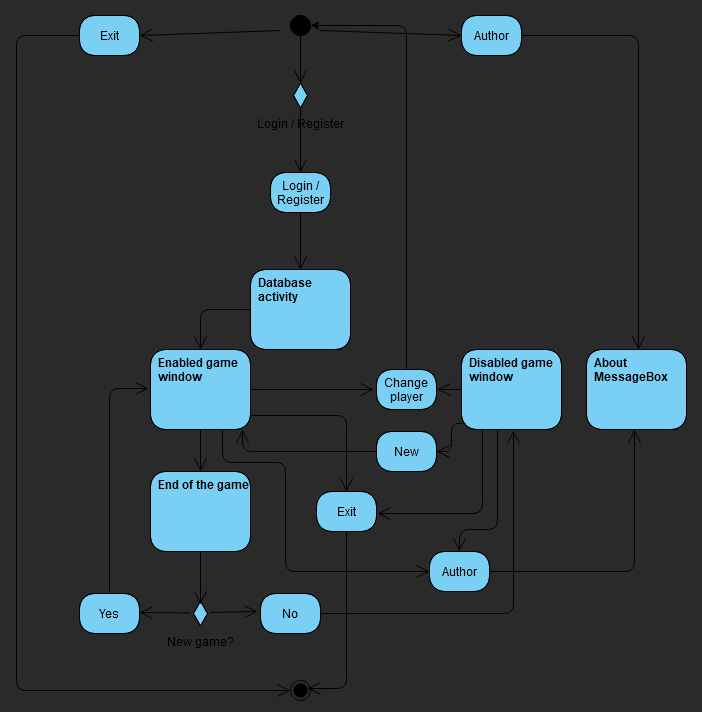 Exit
Author
Login / Register
Login /
Register
Database
activity
Enabled game
window
Change
player
Disabled game
window
About
MessageBox
New
End of the game
Exit
Author
Yes
No
New game?